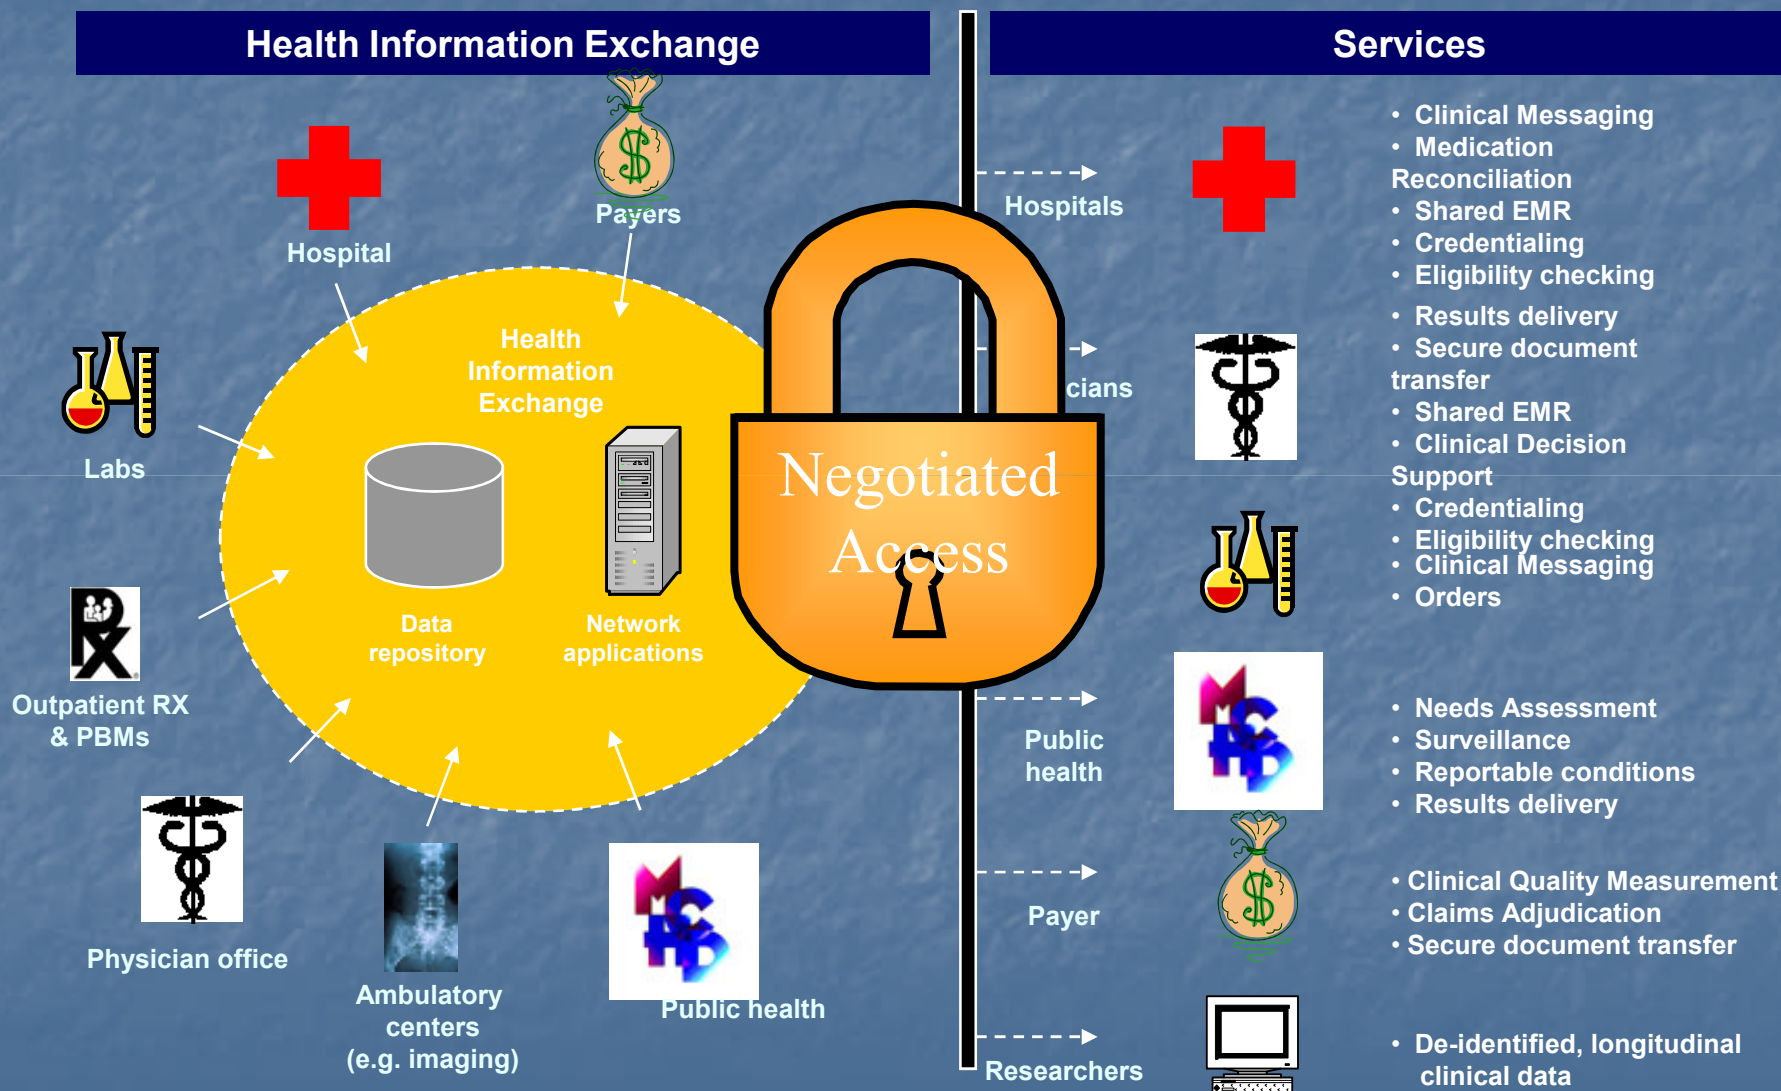 Health Information Exchange
Services
Payers
Hospital
Health
Information
Exchange
Labs
Data
repository
Network
applications
Outpatient RX
& PBMs
Physician office
Ambulatory
centers
(e.g. imaging)
Public health
Negotiated
Access
Hospitals
• Clinical Messaging
• Medication
Reconciliation
• Shared EMR
• Credentialing
• Eligibility checking
cians
• Results delivery
• Secure document
transfer
• Shared EMR
• Clinical Decision
Support
• Credentialing
• Eligibility checking
• Clinical Messaging
• Orders
Public
health
• Needs Assessment
• Surveillance
• Reportable conditions
• Results delivery
Payer
• Clinical Quality Measurement
• Claims Adjudication
• Secure document transfer
Researchers
• De-identified, longitudinal
clinical data
RX
MCHD
MCHD
$
$